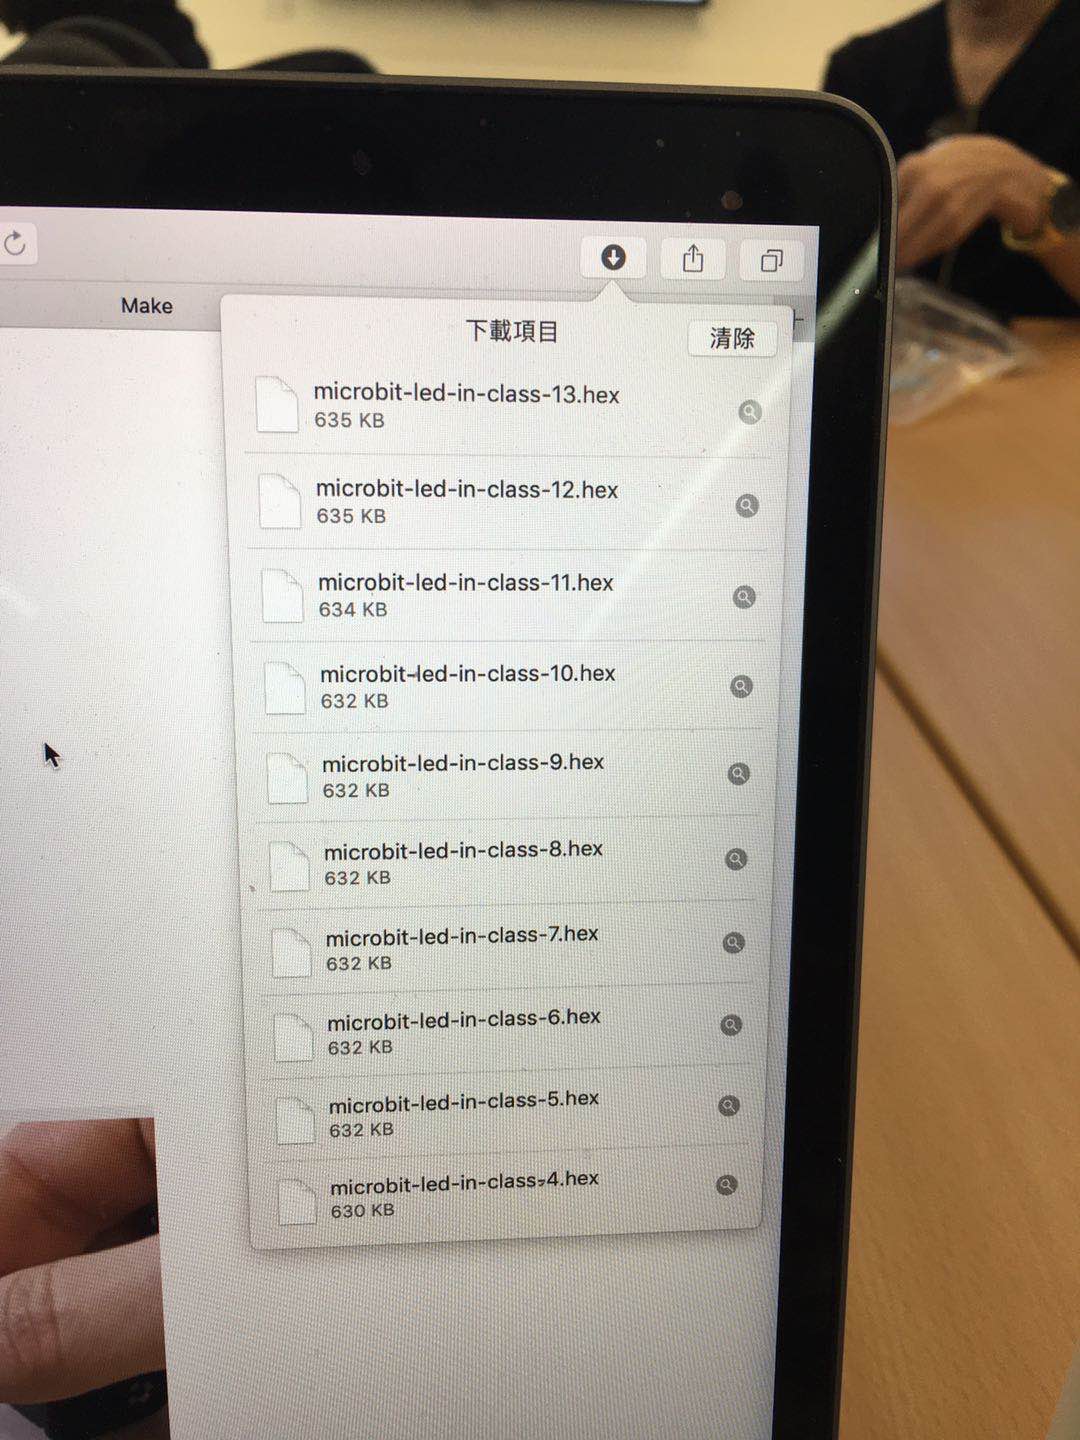 Make
下載項目
清除
microbit-led-in-class-13.hex
635 KB
microbit-led-in-class-12.hex
635 KB
microbit-led-in-class-11.hex
634 KB
microbit-led-in-class-10.hex
632 KB
microbit-led-in-class-9.hex
632 KB
microbit-led-in-class-8.hex
632 KB
microbit-led-in-class-7.hex
632 KB
microbit-led-in-class-6.hex
632 KB
microbit-led-in-class-5.hex
632 KB
microbit-led-in-class-4.hex
630 KB